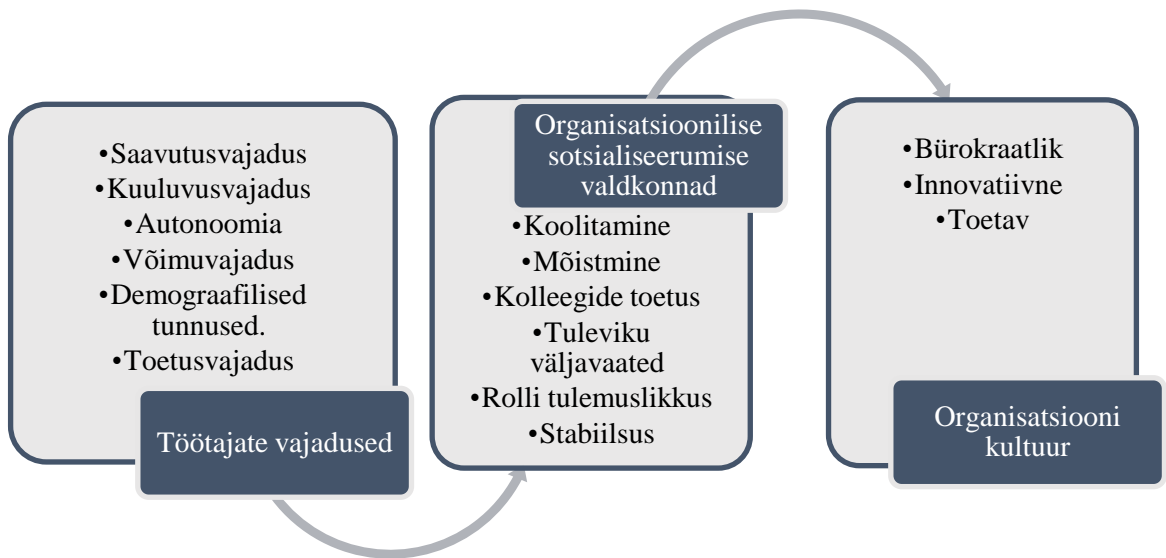 •Saavutusvajadus
•Kuuluvusvajadus
•Autonoomia
•Võimuvajadus
•Demograafilised
tunnused.
•Toetusvajadus
Töötajate vajadused
Organisatsioonilise
sotsialiseerumise
valdkonnad
•Koolitamine
•Mõistmine
•Kolleegide toetus
•Tuleviku
väljavaated
•Rolli tulemuslikkus
•Stabiilsus
•Bürokraatlik
•Innovatiivne
•Toetav
Organisatsiooni
kultuur